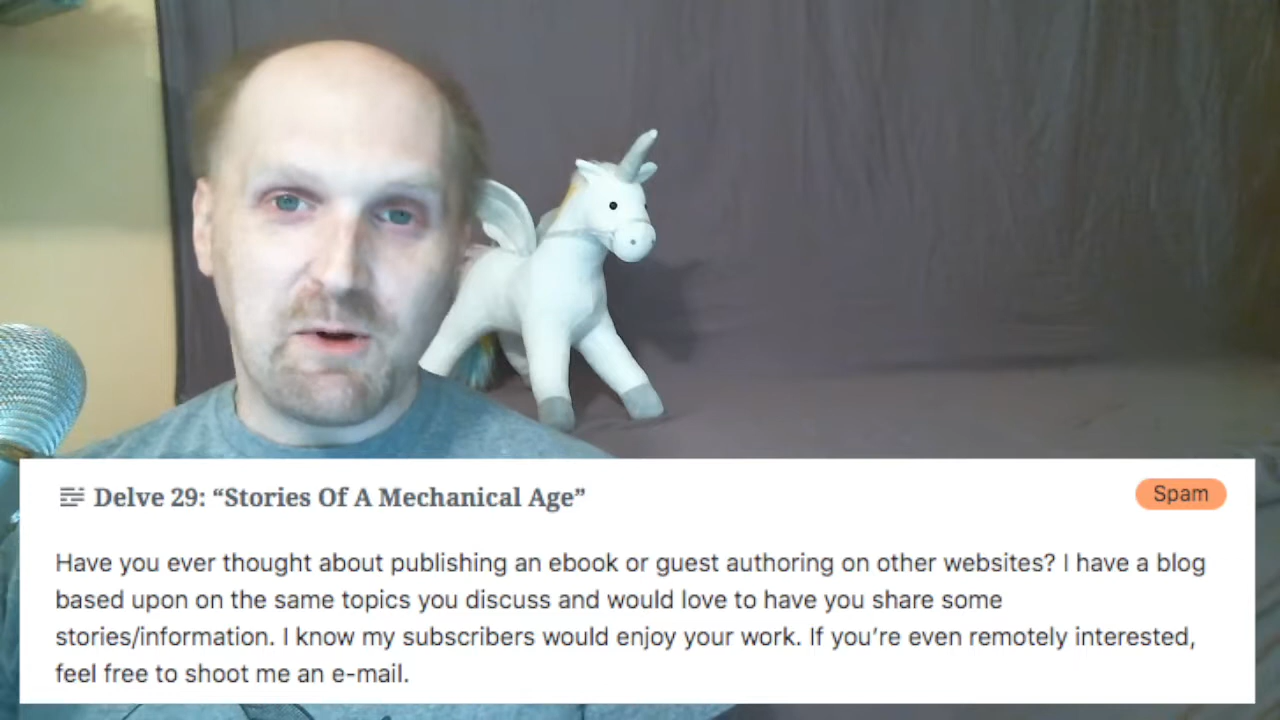 Delve 29: “Stories Of A Mechanical Age”
Spam
Have you ever thought about publishing an ebook or guest authoring on other websites? I have a blog
based upon on the same topics you discuss and would love to have you share some
stories/information. I know my subscribers would enjoy your work. If you’re even remotely interested,
feel free to shoot me an e-mail.